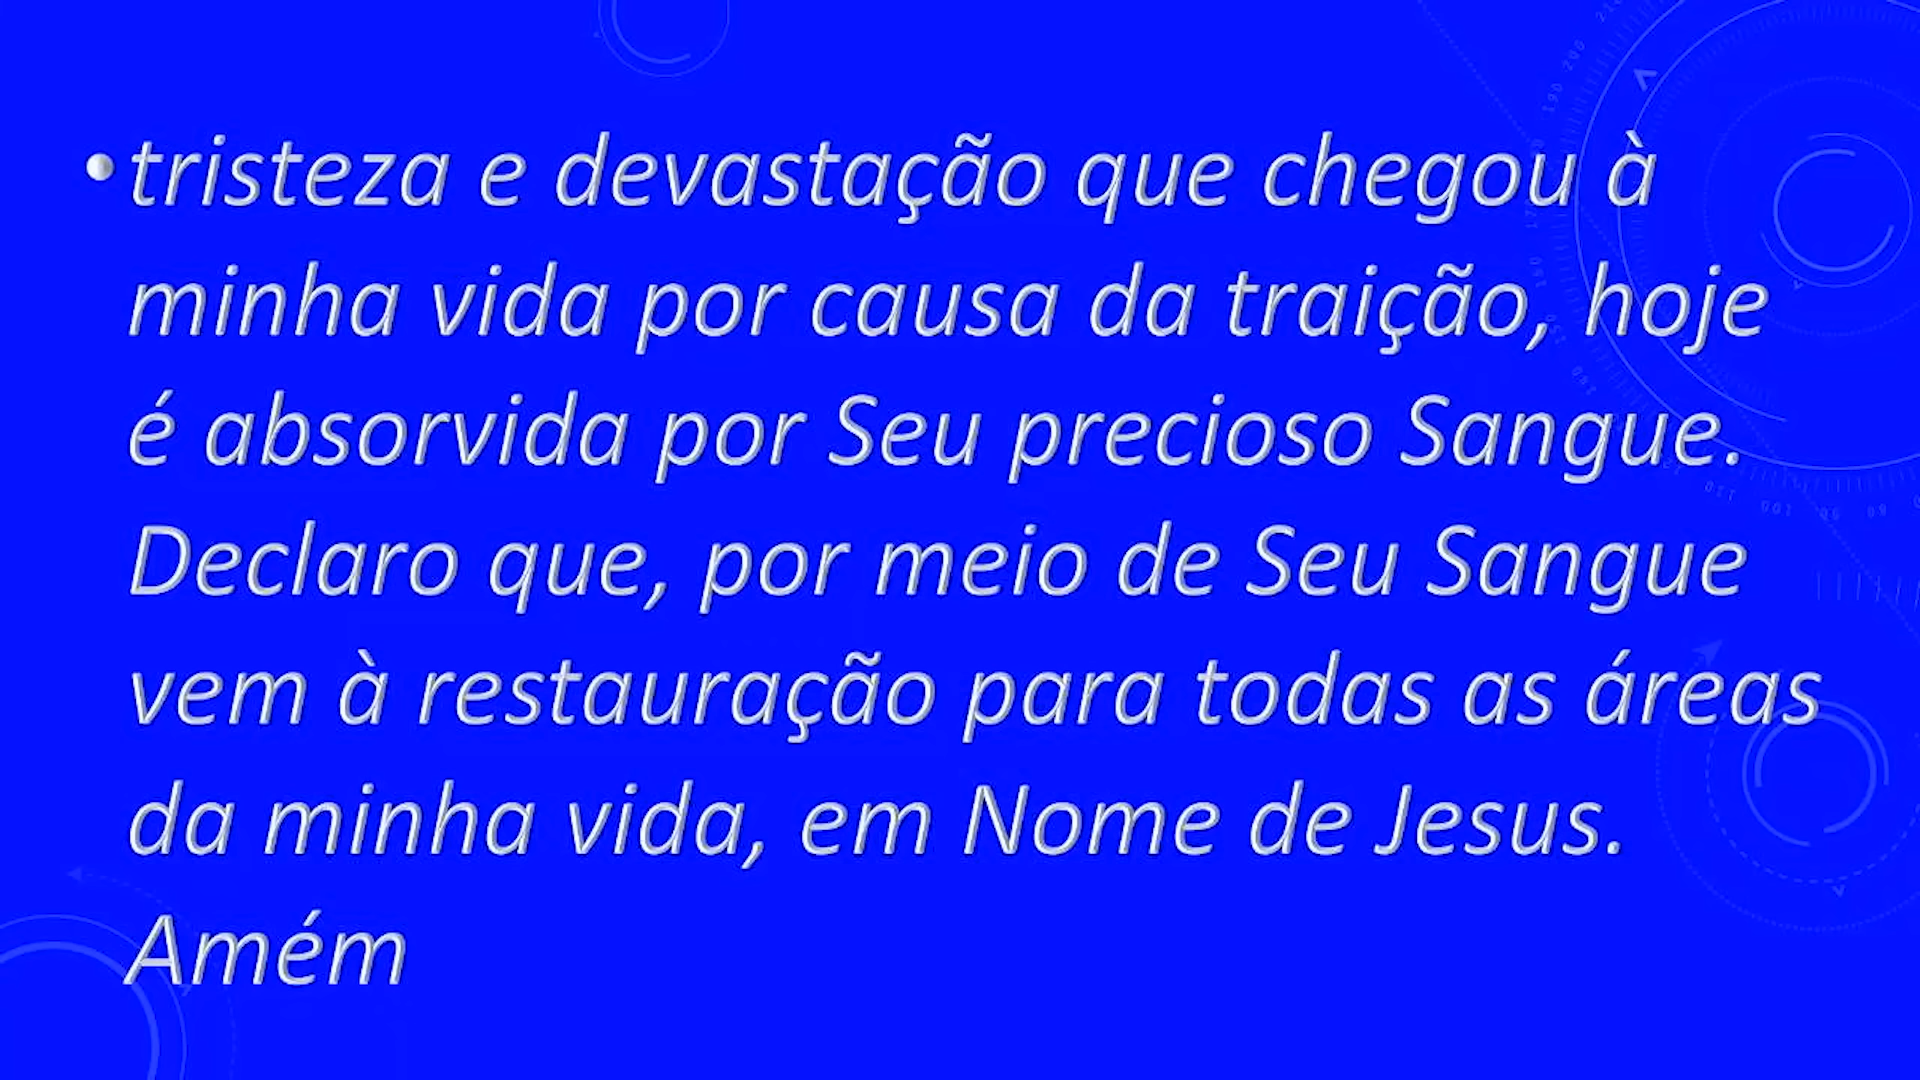 • tristeza e devastação que chegou à
minha vida por causa da traição, hoje
é absorvida por Seu precioso Sangue.
Declaro que, por meio de Seu Sangue
vem à restauração para todas as áreas
da minha vida, em Nome de Jesus.
Amém